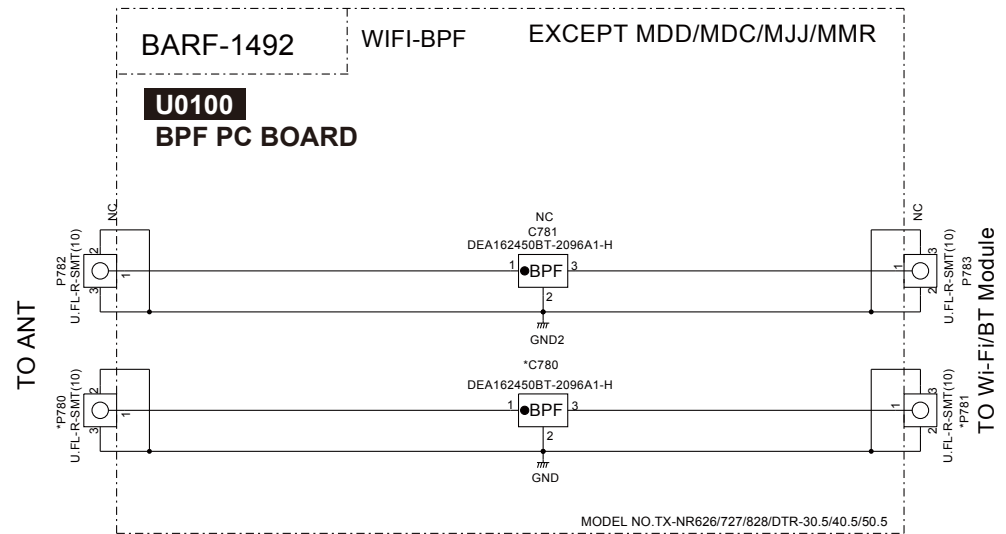 BARF-1492
WIFI-BPF
EXCEPT MDD/MDC/MJJ/MMR
U0100
BPF PC BOARD
TO ANT
NC
P782
U.FL-R-SMT(10)
2
3
1
NC
C781
DEA162450BT-2096A1-H
1
BPF
3
2
GND2
NC
1
3
2
U.FL-R-SMT(10)
P783
TO Wi-Fi/BT Module
*P780
U.FL-R-SMT(10)
2
3
1
*C780
DEA162450BT-2096A1-H
1
BPF
3
2
GND
1
3
2
U.FL-R-SMT(10)
*P781
MODEL NO.TX-NR626/727/828/DTR-30.5/40.5/50.5